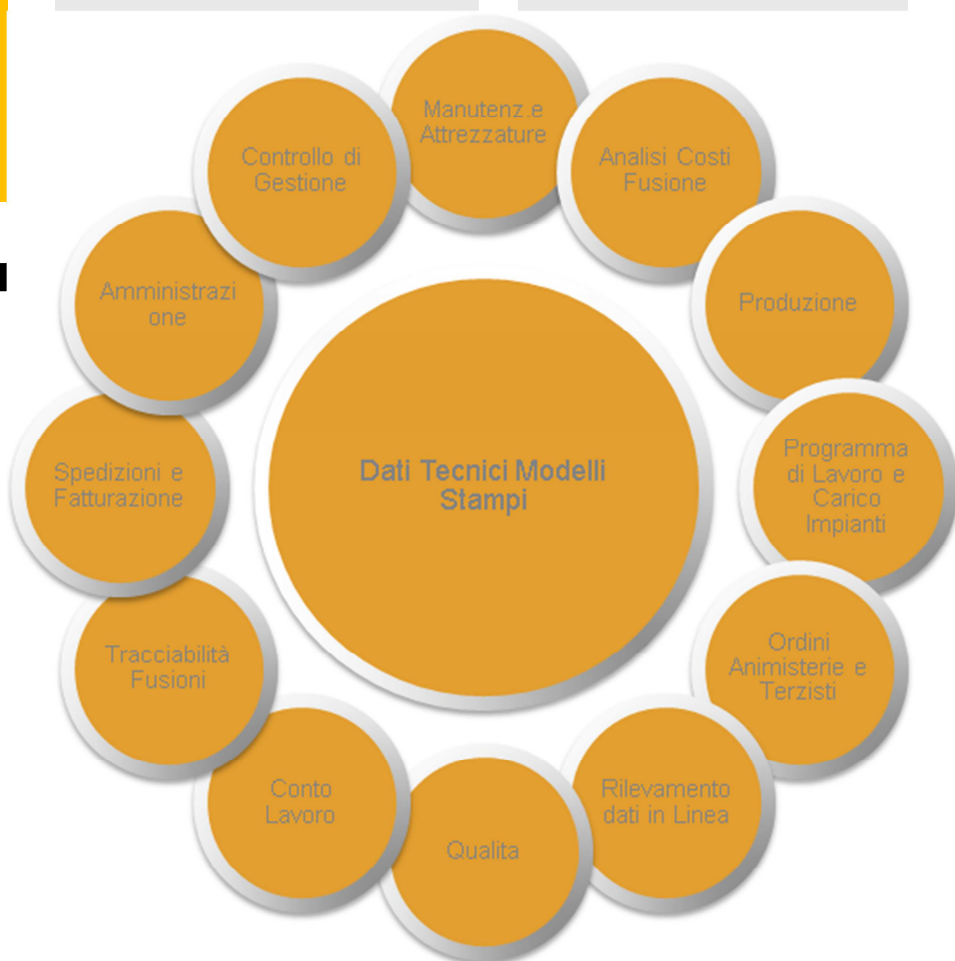 Manutenz.e
Attrezzature
Analisi Costi
Fusione
Produzione
Programma
di Lavoro e
Carico
Impianti
Ordini
Animisterie e
Terzisti
Rilevamento
dati in Linea
Qualita
Conto
Lavoro
Tracciabilità
Fusioni
Spedizioni e
Fatturazione
Amministrazi
one
Controllo di
Gestione
Dati Tecnici Modelli
Stampi